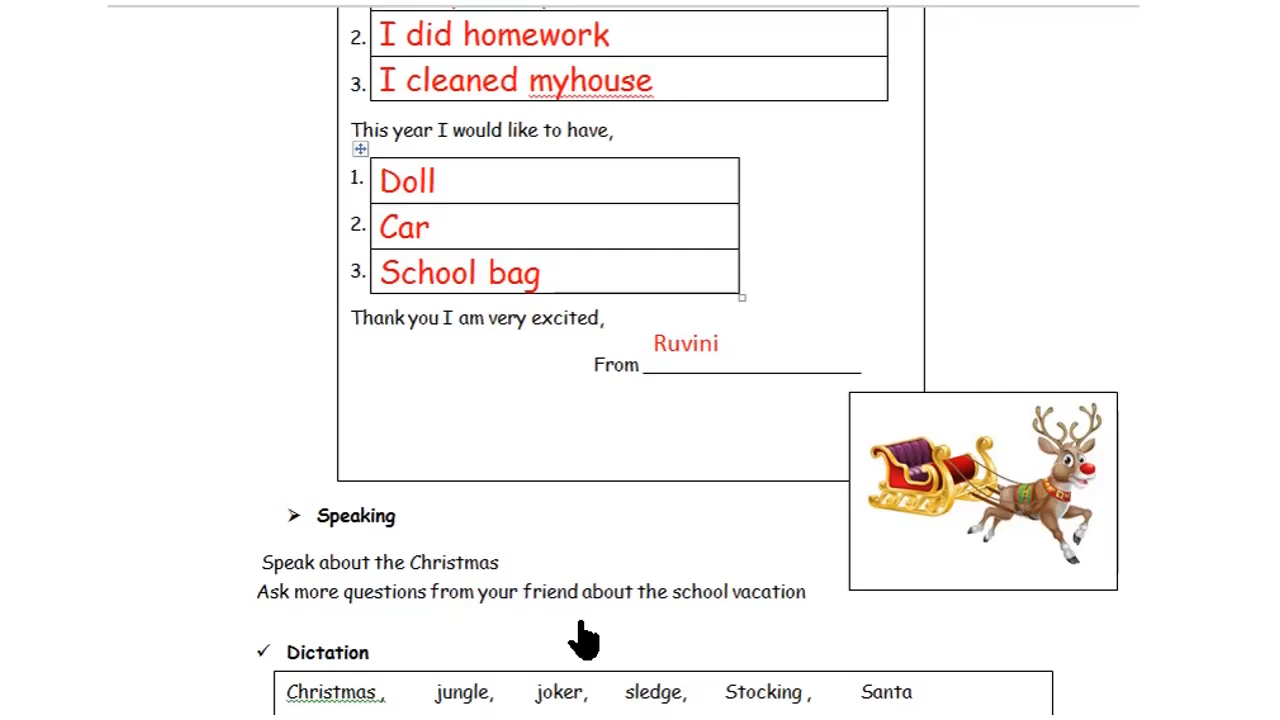 2. I did homework
3. I cleaned myhouse
This year I would like to have,
1. Doll
2. Car
3. School bag
Thank you I am very excited,
Ruvini
From
Speaking
Speak about the Christmas
Ask more questions from your friend about the school vacation
Dictation
Christmas , jungle, joker, sledge, Stocking , Santa